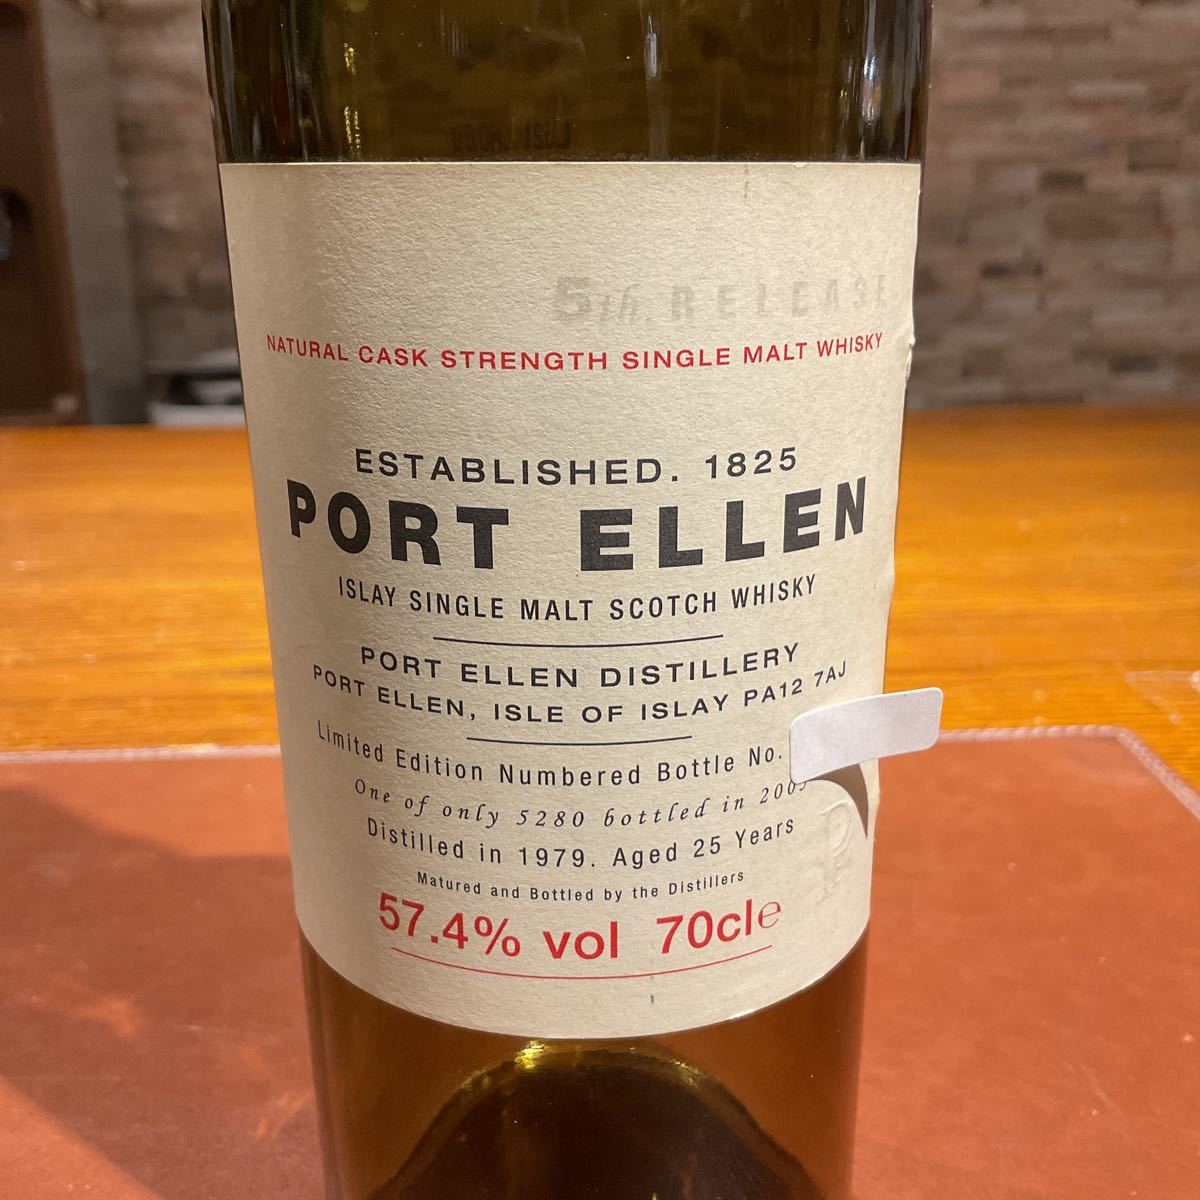 5th. RELEASE
NATURAL CASK STRENGTH SINGLE MALT WHISKY
ESTABLISHED. 1825
PORT ELLEN
ISLAY SINGLE MALT SCOTCH WHISKY
PORT ELLEN DISTILLERY
PORT ELLEN, ISLE OF ISLAY PA12 7AJ
Limited Edition Numbered Bottle No.
One of only 5280 bottled in 2005
Distilled in 1979. Aged 25 Years
Matured and Bottled by the Distillers
57.4% vol 70cl e